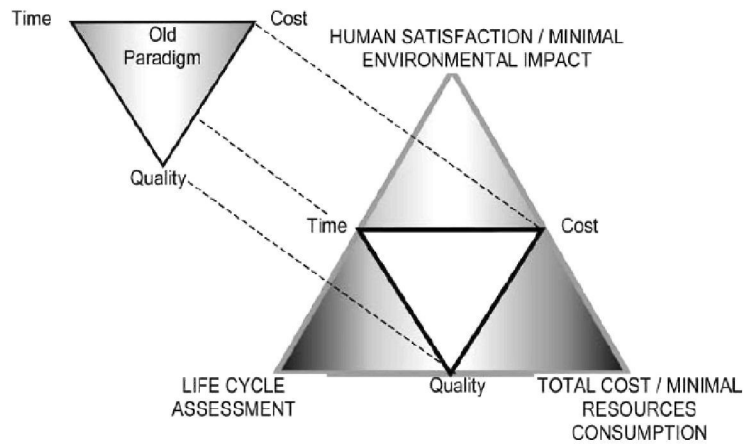 Time
Cost
Old
Paradigm
Quality
HUMAN SATISFACTION / MINIMAL
ENVIRONMENTAL IMPACT
Time
Cost
LIFE CYCLE
ASSESSMENT
Quality
TOTAL COST / MINIMAL
RESOURCES
CONSUMPTION